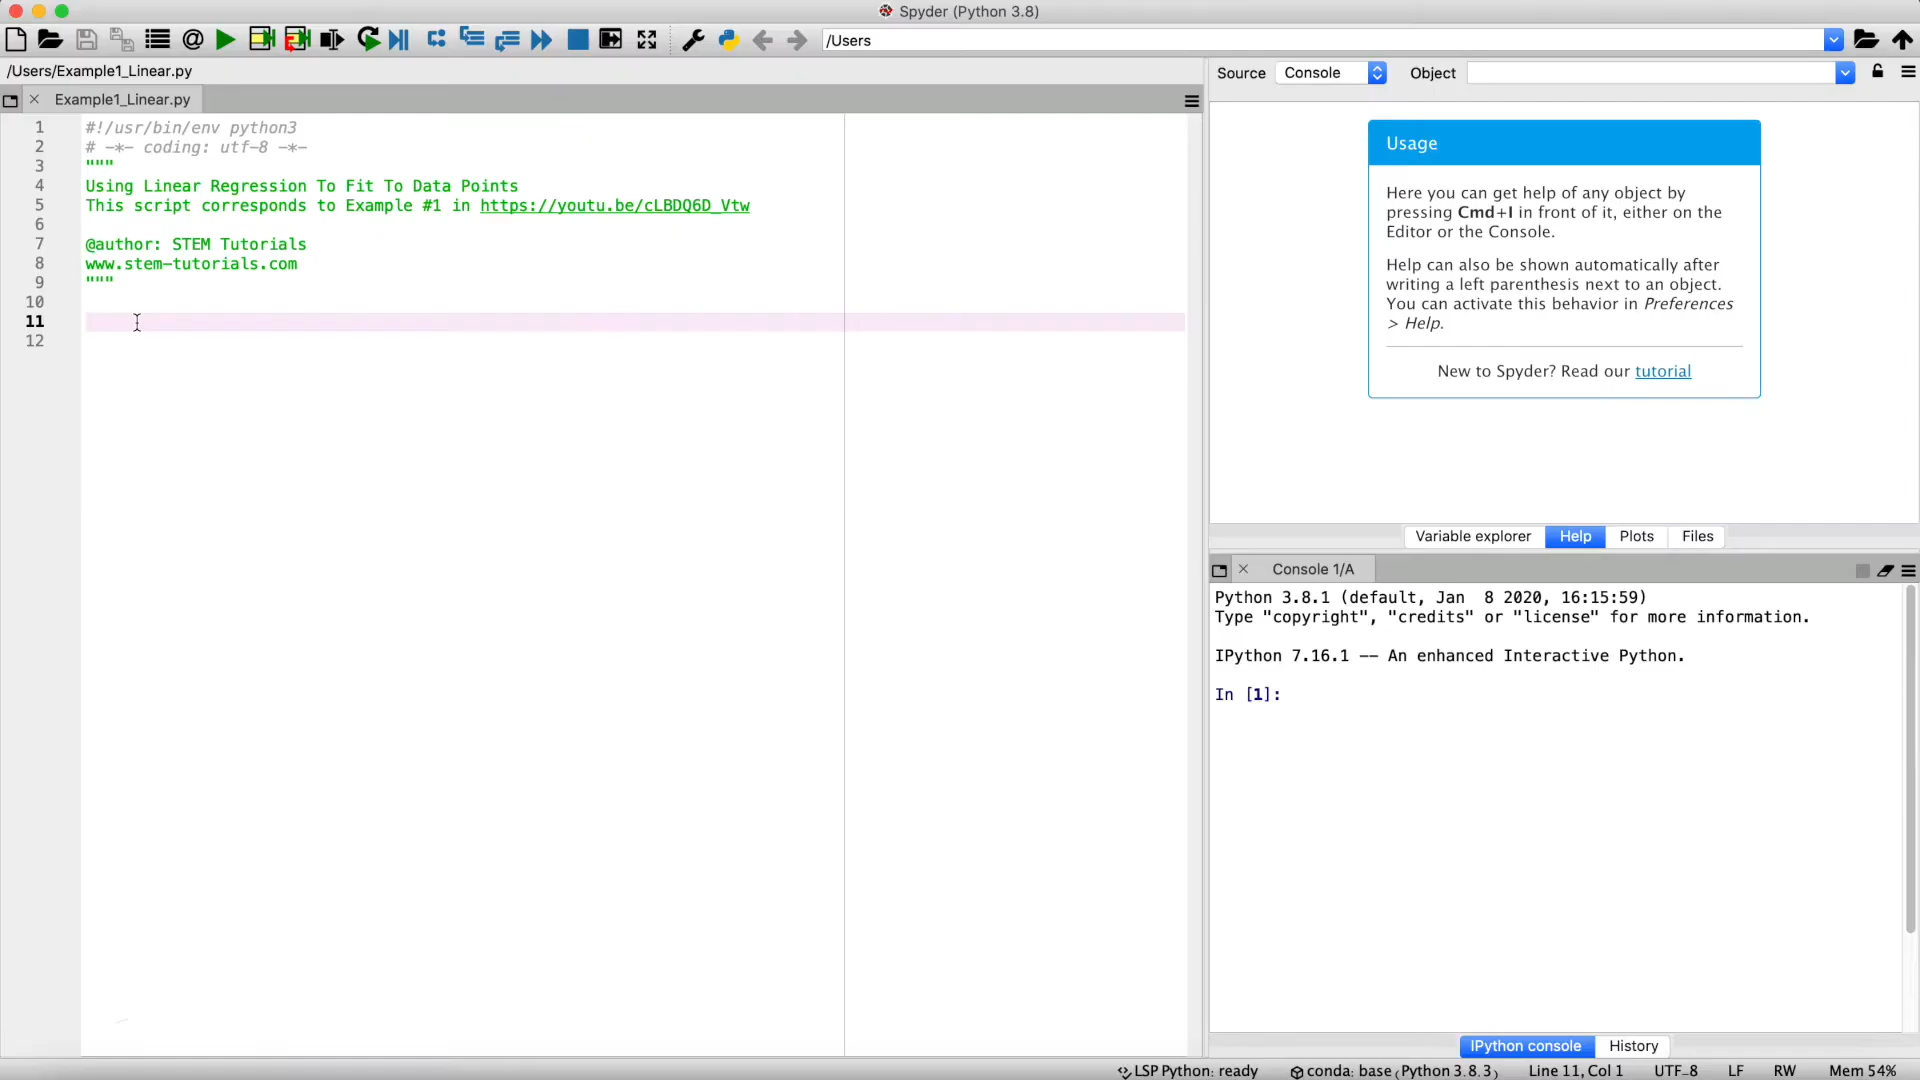 Spyder (Python 3.8)
/Users
/Users/Example1_Linear.py
Example1_Linear.py
1 #!/usr/bin/env python3
2 # -*- coding: utf-8 -*-
3 """
4 Using Linear Regression To Fit To Data Points
5 This script corresponds to Example #1 in https://youtu.be/cLBDQ6D_Vtw
6
7 @author: STEM Tutorials
8 www.stem-tutorials.com
9 """
10
11
12
Source Console Object
Usage
Here you can get help of any object by
pressing Cmd+I in front of it, either on the
Editor or the Console.
Help can also be shown automatically after
writing a left parenthesis next to an object.
You can activate this behavior in Preferences
> Help.
New to Spyder? Read our tutorial
Variable explorer Help Plots Files
Console 1/A
Python 3.8.1 (default, Jan  8 2020, 16:15:59)
Type "copyright", "credits" or "license" for more information.
IPython 7.16.1 -- An enhanced Interactive Python.
In [1]:
IPython console History
LSP Python: ready conda: base (Python 3.8.3) Line 11, Col 1 UTF-8 LF RW Mem 54%